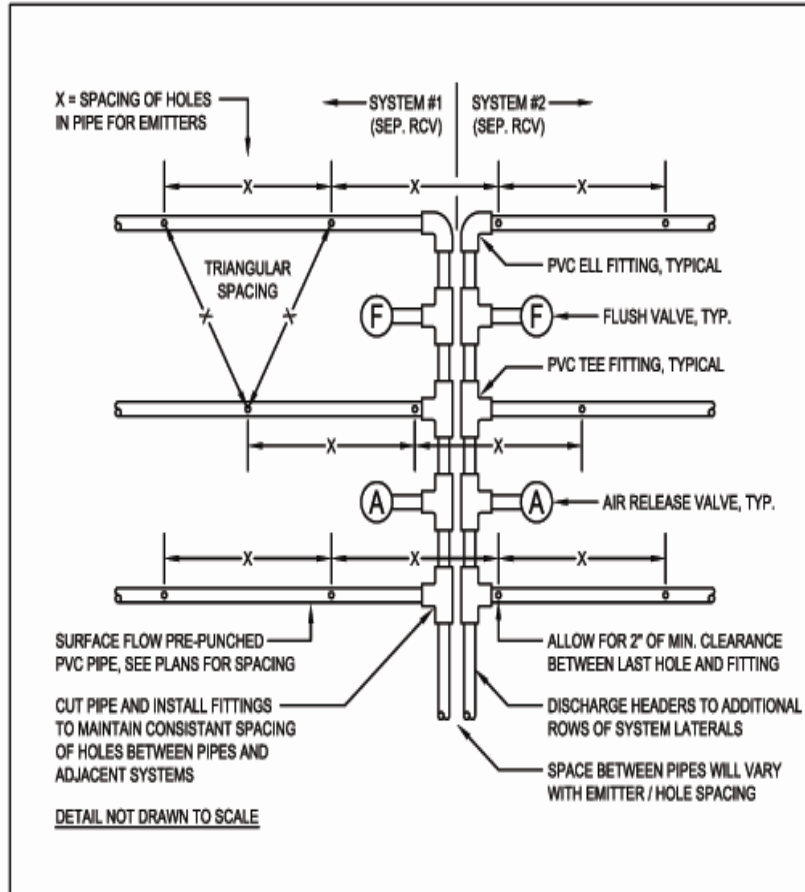 X = SPACING OF HOLES
IN PIPE FOR EMITTERS
SYSTEM #1
(SEP. RCV)
SYSTEM #2
(SEP. RCV)
X
X
X
TRIANGULAR
SPACING
X
X
PVC ELL FITTING, TYPICAL
F
F
FLUSH VALVE, TYP.
PVC TEE FITTING, TYPICAL
X
X
A
A
AIR RELEASE VALVE, TYP.
X
X
X
SURFACE FLOW PRE-PUNCHED
PVC PIPE, SEE PLANS FOR SPACING
ALLOW FOR 2" OF MIN. CLEARANCE
BETWEEN LAST HOLE AND FITTING
CUT PIPE AND INSTALL FITTINGS
TO MAINTAIN CONSISTANT SPACING
OF HOLES BETWEEN PIPES AND
ADJACENT SYSTEMS
DISCHARGE HEADERS TO ADDITIONAL
ROWS OF SYSTEM LATERALS
SPACE BETWEEN PIPES WILL VARY
WITH EMITTER / HOLE SPACING
DETAIL NOT DRAWN TO SCALE